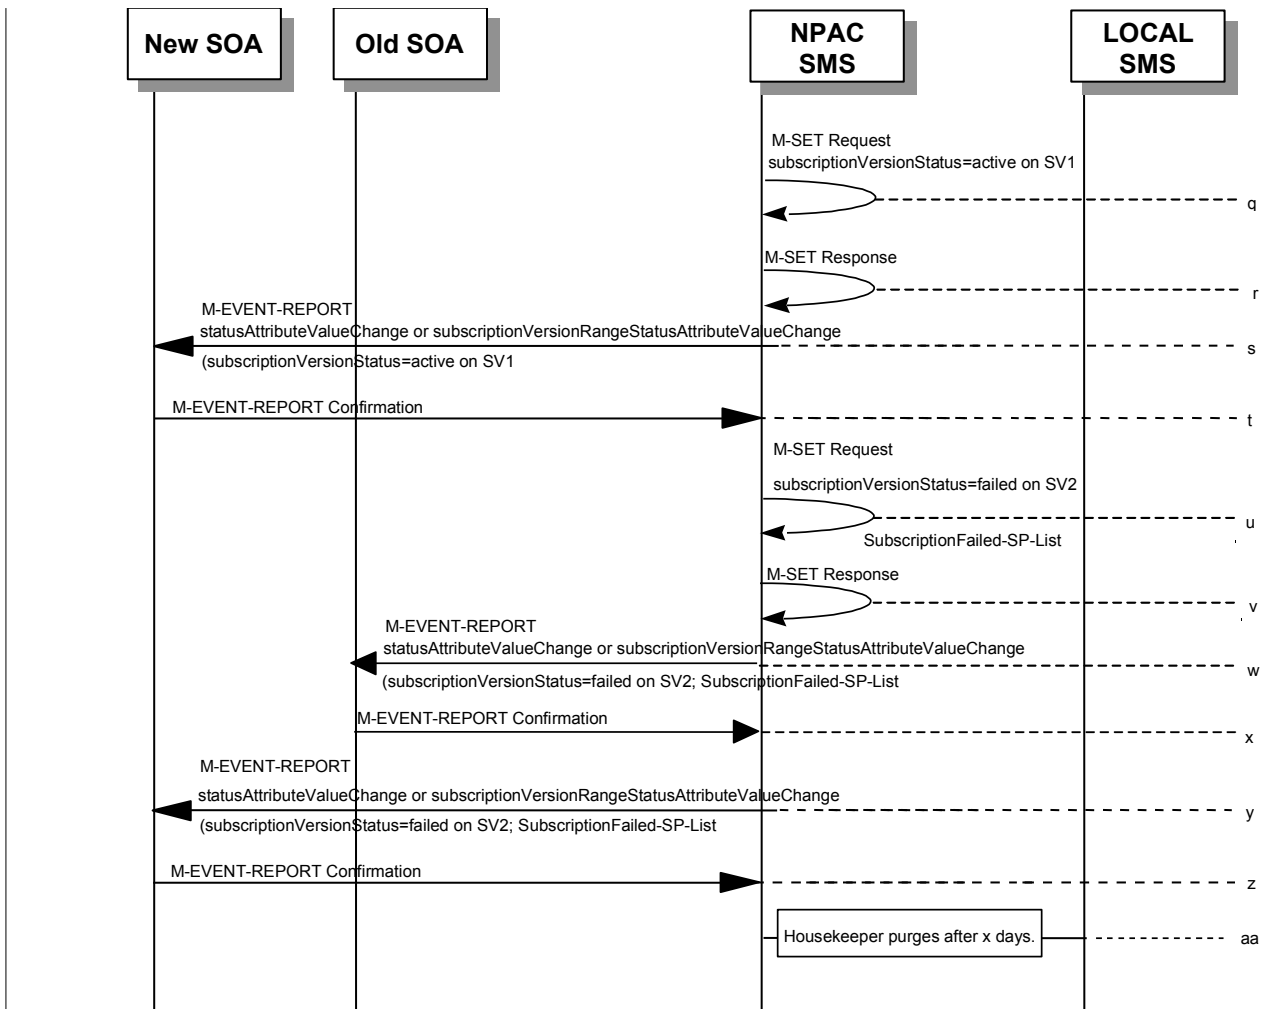 New SOA
Old SOA
NPAC
SMS
LOCAL
SMS
M-SET Request
subscriptionVersionStatus=active on SV1
q
M-SET Response
r
M-EVENT-REPORT
statusAttributeValueChange or subscriptionVersionRangeStatusAttributeValueChange
s
(subscriptionVersionStatus=active on SV1
M-EVENT-REPORT Confirmation
t
M-SET Request
subscriptionVersionStatus=failed on SV2
u
SubscriptionFailed-SP-List
.
M-SET Response
v
.
M-EVENT-REPORT
statusAttributeValueChange or subscriptionVersionRangeStatusAttributeValueChange
w
(subscriptionVersionStatus=failed on SV2; SubscriptionFailed-SP-List
M-EVENT-REPORT Confirmation
x
M-EVENT-REPORT
statusAttributeValueChange or subscriptionVersionRangeStatusAttributeValueChange
y
(subscriptionVersionStatus=failed on SV2; SubscriptionFailed-SP-List
M-EVENT-REPORT Confirmation
z
Housekeeper purges after x days.
aa